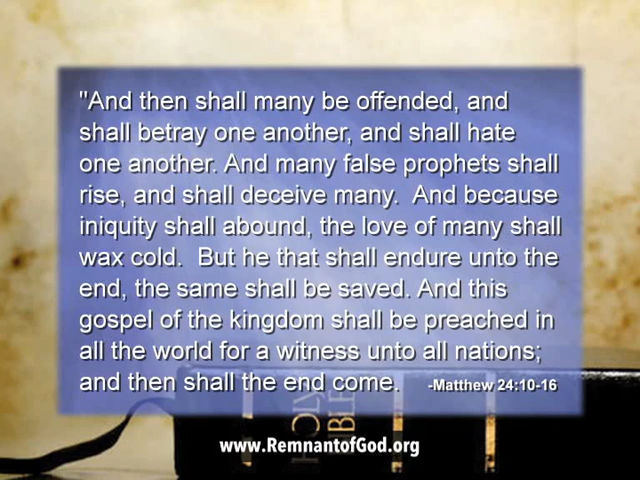 "And then shall many be offended, and
shall betray one another, and shall hate
one another. And many false prophets shall
rise, and shall deceive many.  And because
iniquity shall abound, the love of many shall
wax cold.  But he that shall endure unto the
end, the same shall be saved. And this
gospel of the kingdom shall be preached in
all the world for a witness unto all nations;
and then shall the end come.   -Matthew 24:10-16
HOLY
BIBLE
www.RemnantofGod.org